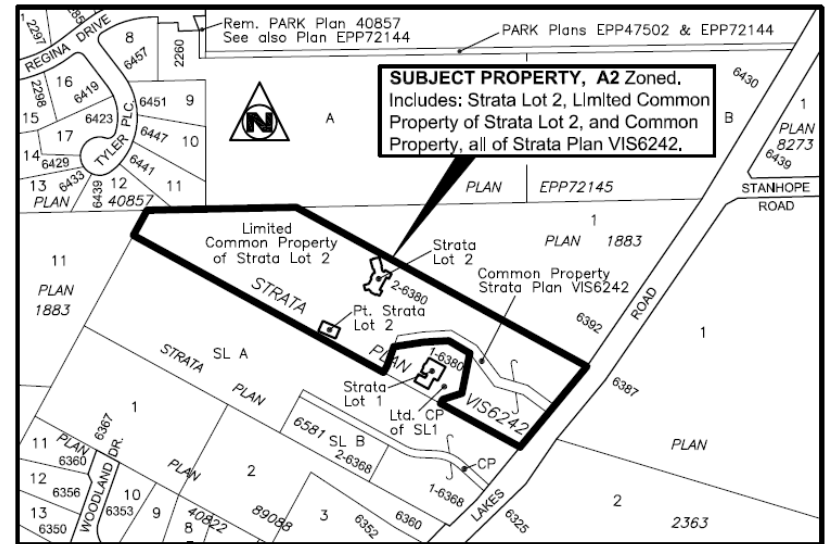 Rem. PARK Plan 40857
See also Plan EPP72144
PARK Plans EPP47502 & EPP72144
SUBJECT PROPERTY, A2 Zoned.
Includes: Strata Lot 2, Limited Common
Property of Strata Lot 2, and Common
Property, all of Strata Plan VIS6242.
2297
REGINA DRIVE
8
6457
2260
2298
16
6419
15
17
6423
TYLER PLC.
6451
9
6447
10
14
6429
6441
13
6433
6439
12
11
PLAN
40857
N
A
B
6430
1
PLAN
8273
6439
STANHOPE
ROAD
PLAN
EPP72145
1
PLAN 1883
11
PLAN
1883
Limited
Common Property
of Strata Lot 2
Strata
Lot 2
2-6380
Common Property
Strata Plan VIS6242
STRATA
PLAN
VIS6242
Pt. Strata
Lot 2
1-6380
Strata
Lot 1
Ltd. CP
of SL1
6392
ROAD
6387
1
SL A
STRATA
PLAN
6581
SL B
2-6368
CP
1-6368
LAKES
6325
PLAN
2
2363
1
6367
WOODLAND DR.
11
PLAN
6360
12
6356
13
6350
10
6353
9
8
PLAN
40822
2
89088
3
6352
6360